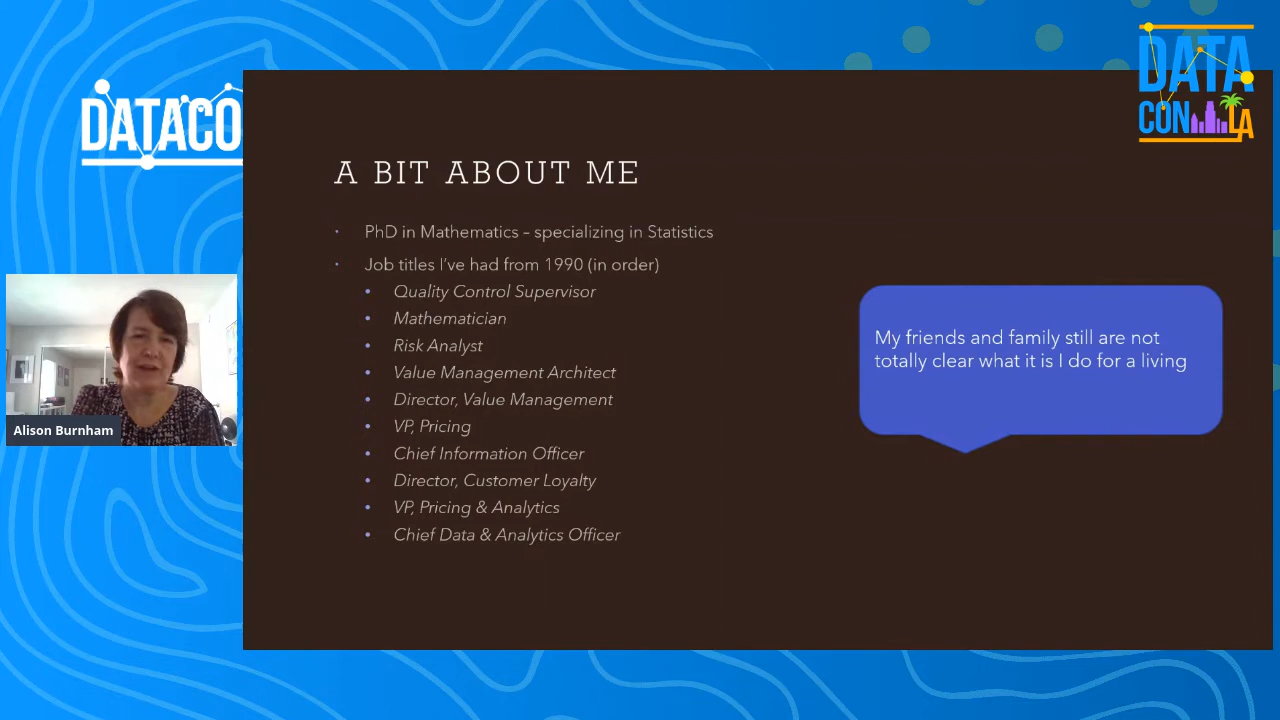 DATA
CON LA
DATACO
A BIT ABOUT ME
· PhD in Mathematics – specializing in Statistics
· Job titles I've had from 1990 (in order)
• Quality Control Supervisor
• Mathematician
• Risk Analyst
• Value Management Architect
• Director, Value Management
• VP, Pricing
• Chief Information Officer
• Director, Customer Loyalty
• VP, Pricing & Analytics
• Chief Data & Analytics Officer
My friends and family still are not
totally clear what it is I do for a living
Alison Burnham